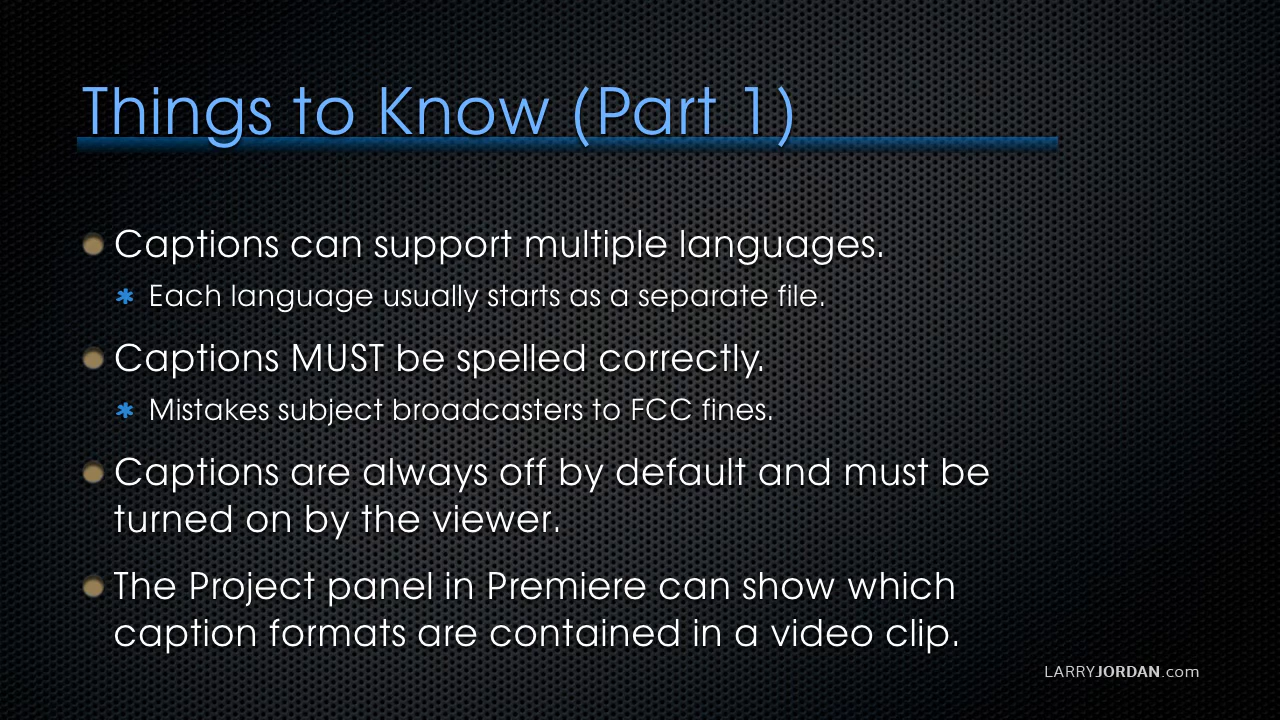 Things to Know (Part 1)
Captions can support multiple languages.
Each language usually starts as a separate file.
Captions MUST be spelled correctly.
Mistakes subject broadcasters to FCC fines.
Captions are always off by default and must be
turned on by the viewer.
The Project panel in Premiere can show which
caption formats are contained in a video clip.
LARRYJORDAN.com